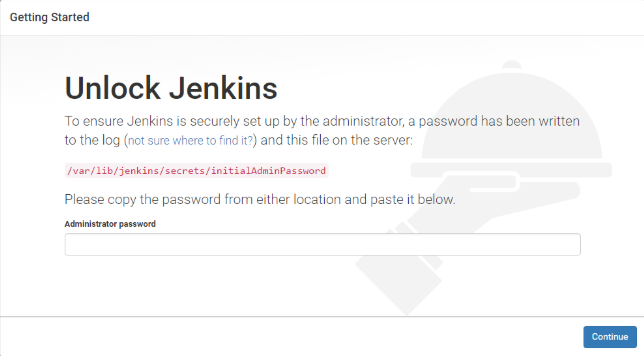 Getting Started
Unlock Jenkins
To ensure Jenkins is securely set up by the administrator, a password has been written
to the log (not sure where to find it?) and this file on the server:
/var/lib/jenkins/secrets/initialAdminPassword
Please copy the password from either location and paste it below.
Administrator password
Continue